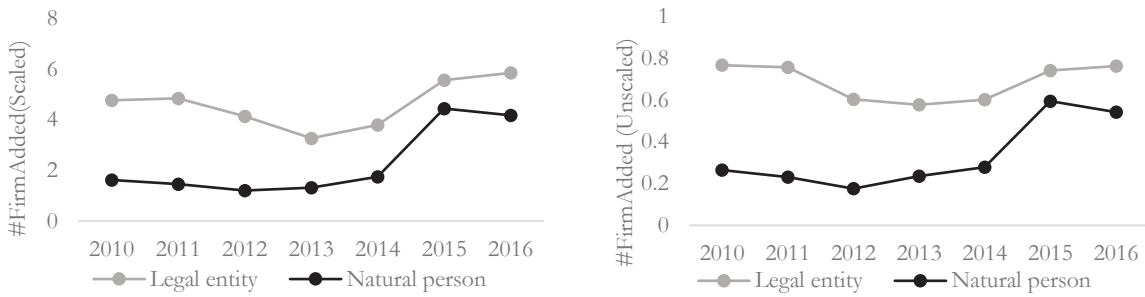 #FirmAdded(Scaled)
8
6
4
2
0
2010 2011 2012 2013 2014 2015 2016
Legal entity Natural person
#FirmAdded (Unscaled)
1
0.8
0.6
0.4
0.2
0
2010 2011 2012 2013 2014 2015 2016
Legal entity Natural person